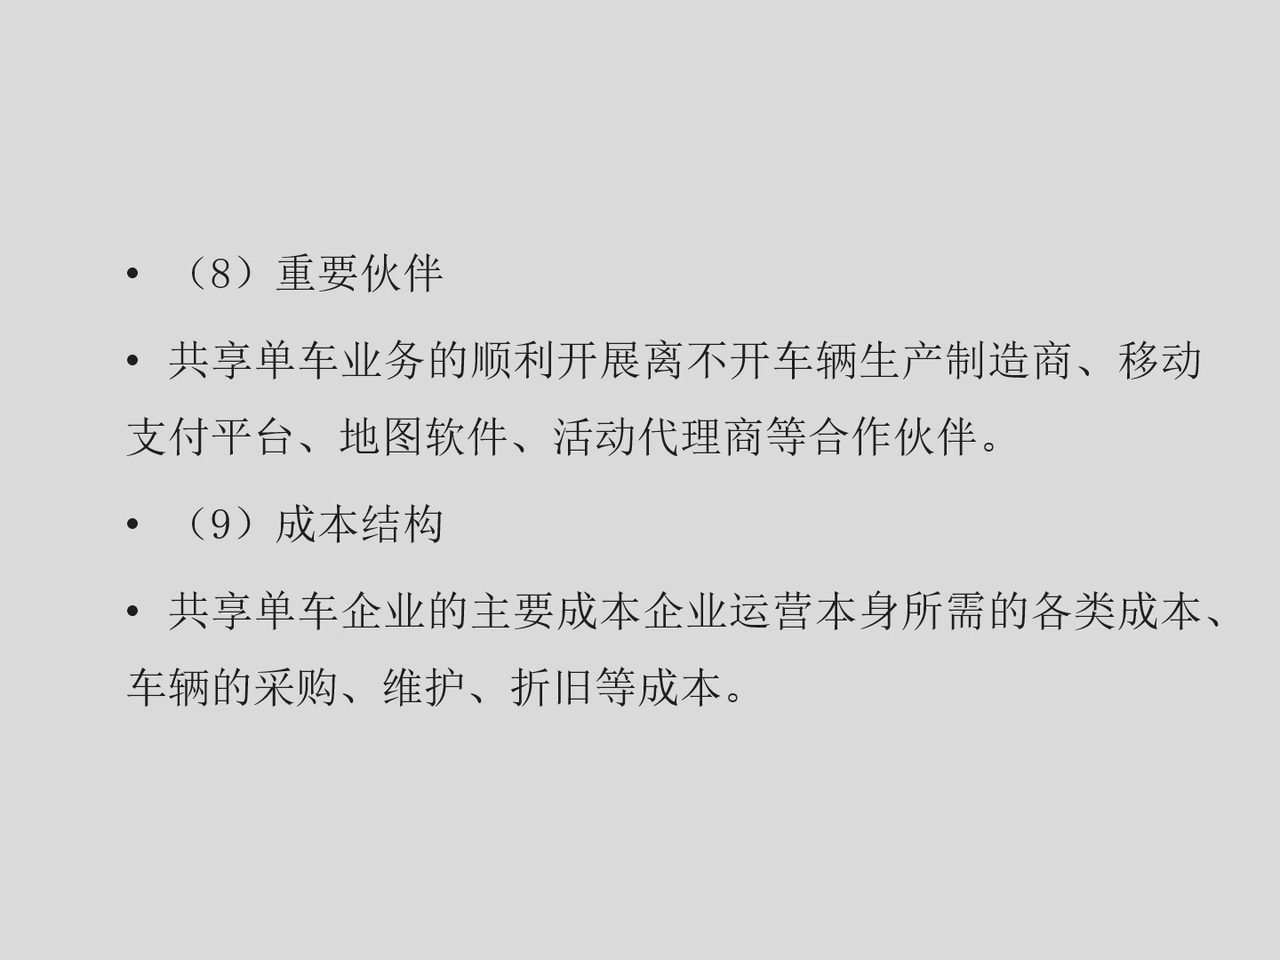 • （8）重要伙伴
• 共享单车业务的顺利开展离不开车辆生产制造商、移动
支付平台、地图软件、活动代理商等合作伙伴。
• （9）成本结构
• 共享单车企业的主要成本企业运营本身所需的各类成本、
车辆的采购、维护、折旧等成本。